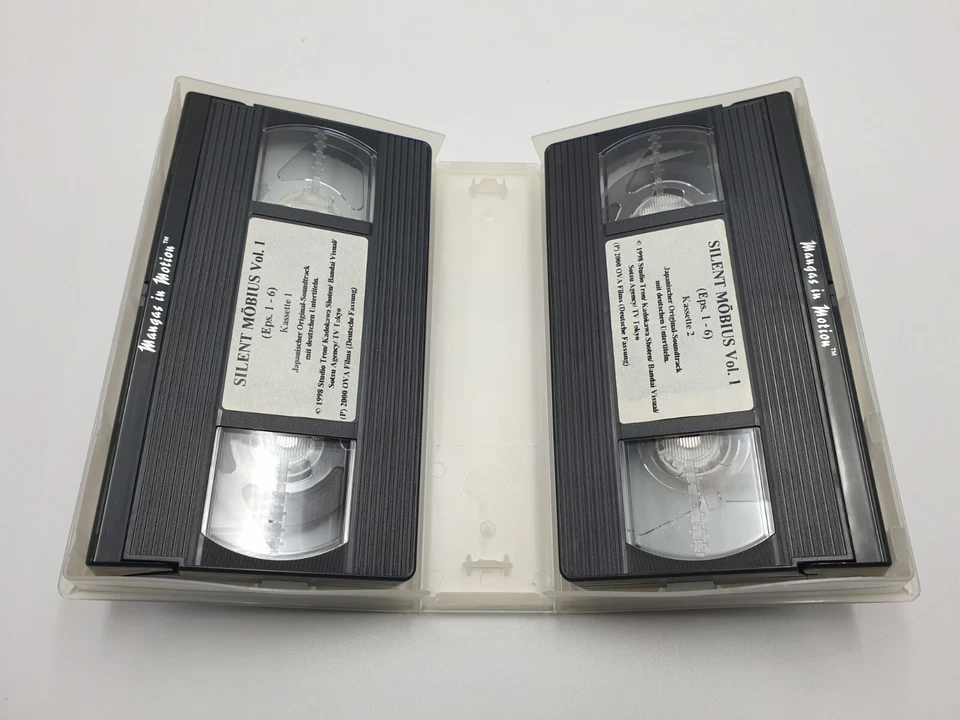 Mangas in Motion™
SILENT MÖBIUS Vol. 1
(Eps. 1 - 6)
Kassette 1
Japanischer Original-Soundtrack
mit deutschen Untertiteln.
© 1998 Studio Tron/ Kadokawa Shoten/ Bandai Visual/
Sotsu Agency/ TV Tokyo
(P) 2000 OVA Films (Deutsche Fassung)
SILENT MÖBIUS Vol. 1
(Eps. 1 - 6)
Kassette 2
Japanischer Original-Soundtrack
mit deutschen Untertiteln.
© 1998 Studio Tron/ Kadokawa Shoten/ Bandai Visual/
Sotsu Agency/ TV Tokyo
(P) 2000 OVA Films (Deutsche Fassung)
Mangas in Motion™